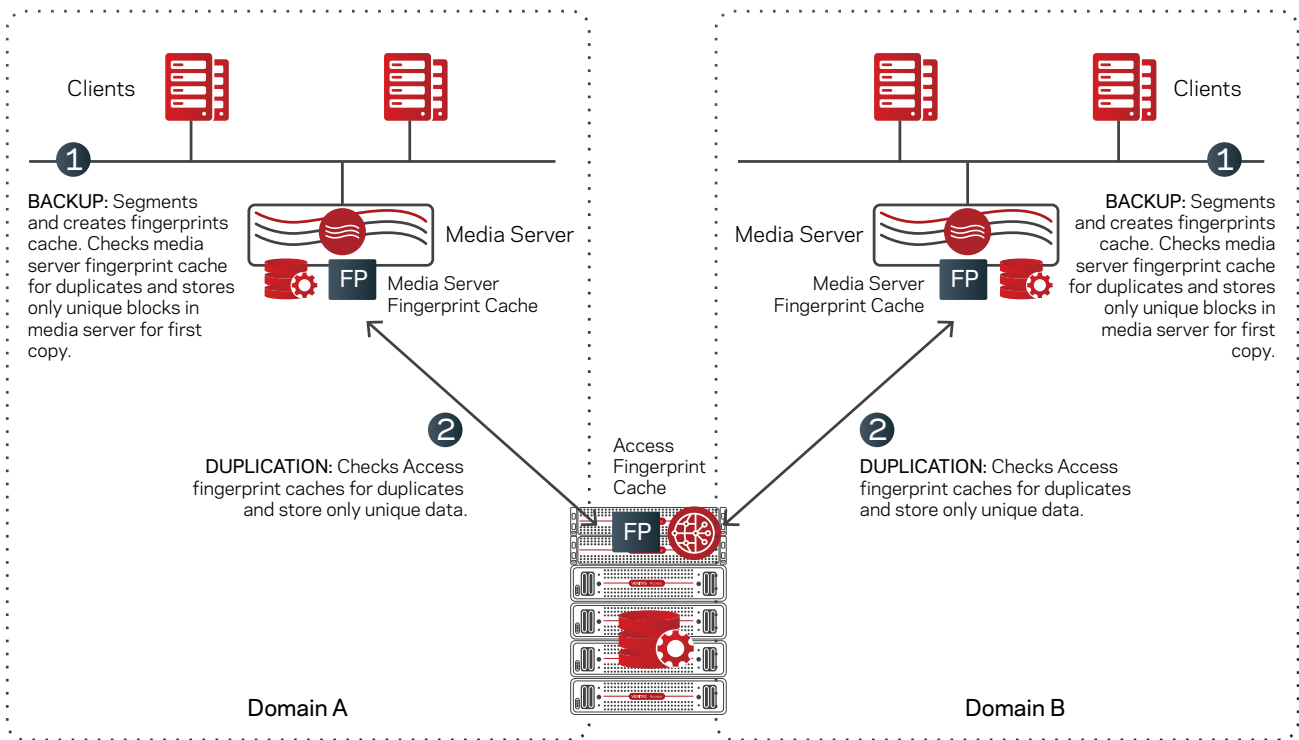 Clients
1
BACKUP: Segments
and creates fingerprints
cache. Checks media
server fingerprint cache
for duplicates and stores
only unique blocks in
media server for first
copy.
Media Server
FP
Media Server
Fingerprint Cache
2
DUPLICATION: Checks Access
fingerprint caches for duplicates
and store only unique data.
Domain A
Access
Fingerprint
Cache
FP
VERITAS Access
VERITAS Access
Clients
1
BACKUP: Segments
and creates fingerprints
cache. Checks media
server fingerprint cache
for duplicates and stores
only unique blocks in
media server for first
copy.
Media Server
Media Server
Fingerprint Cache
FP
2
DUPLICATION: Checks Access
fingerprint caches for duplicates
and store only unique data.
Domain B